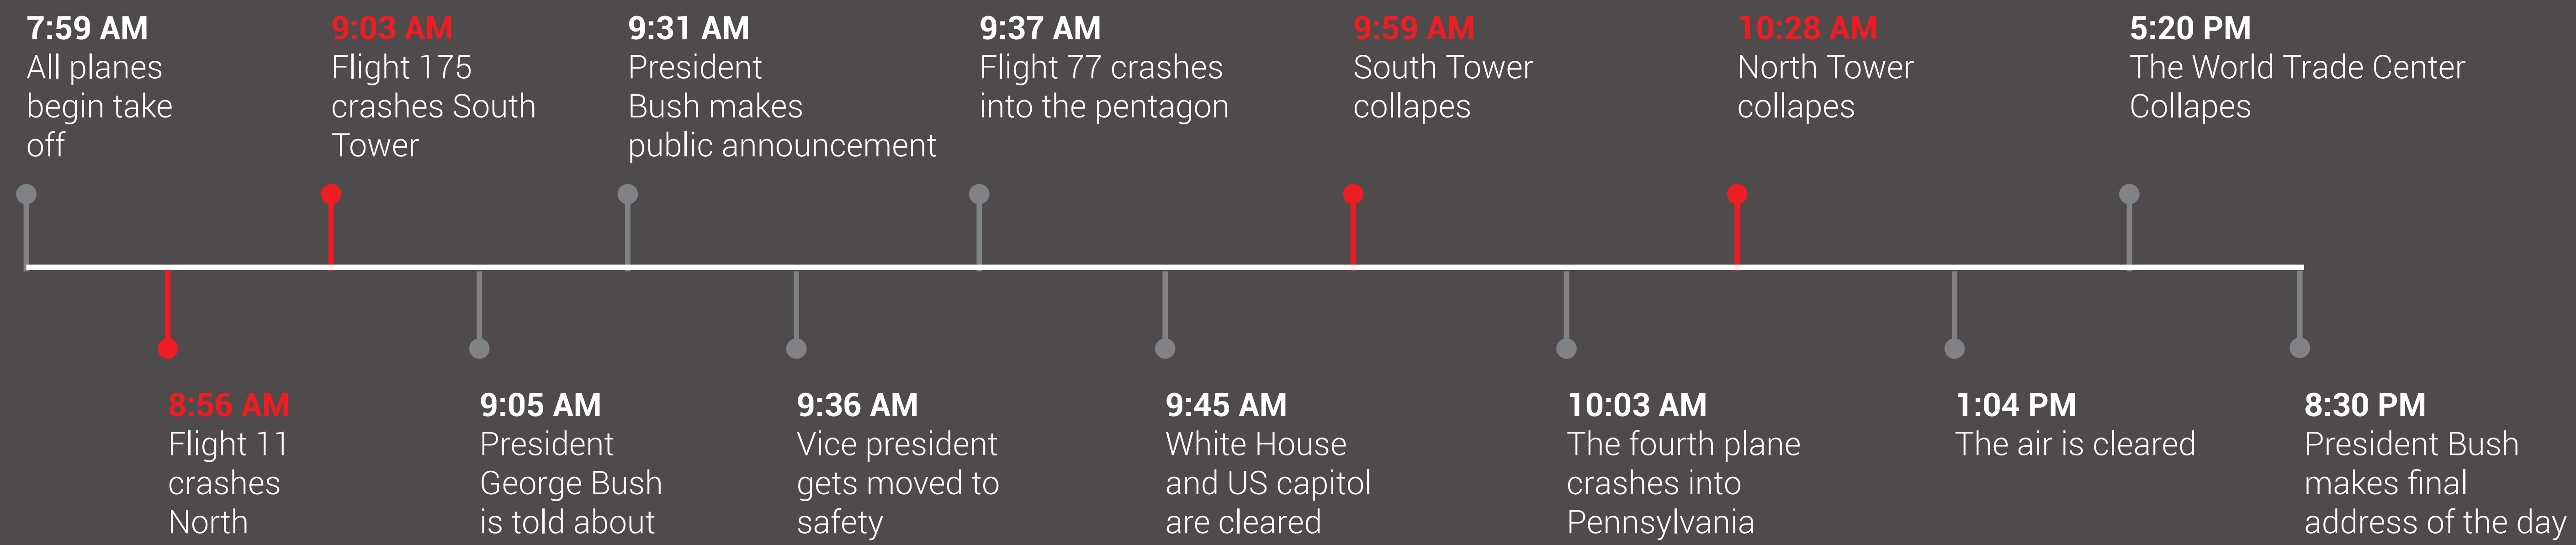 7:59 AM
All planes
begin take
off
8:56 AM
Flight 11
crashes
North
9:03 AM
Flight 175
crashes South
Tower
9:05 AM
President
George Bush
is told about
9:31 AM
President
Bush makes
public announcement
9:36 AM
Vice president
gets moved to
safety
9:37 AM
Flight 77 crashes
into the pentagon
9:45 AM
White House
and US capitol
are cleared
9:59 AM
South Tower
collapes
10:03 AM
The fourth plane
crashes into
Pennsylvania
10:28 AM
North Tower
collapes
1:04 PM
The air is cleared
5:20 PM
The World Trade Center
Collapes
8:30 PM
President Bush
makes final
address of the day